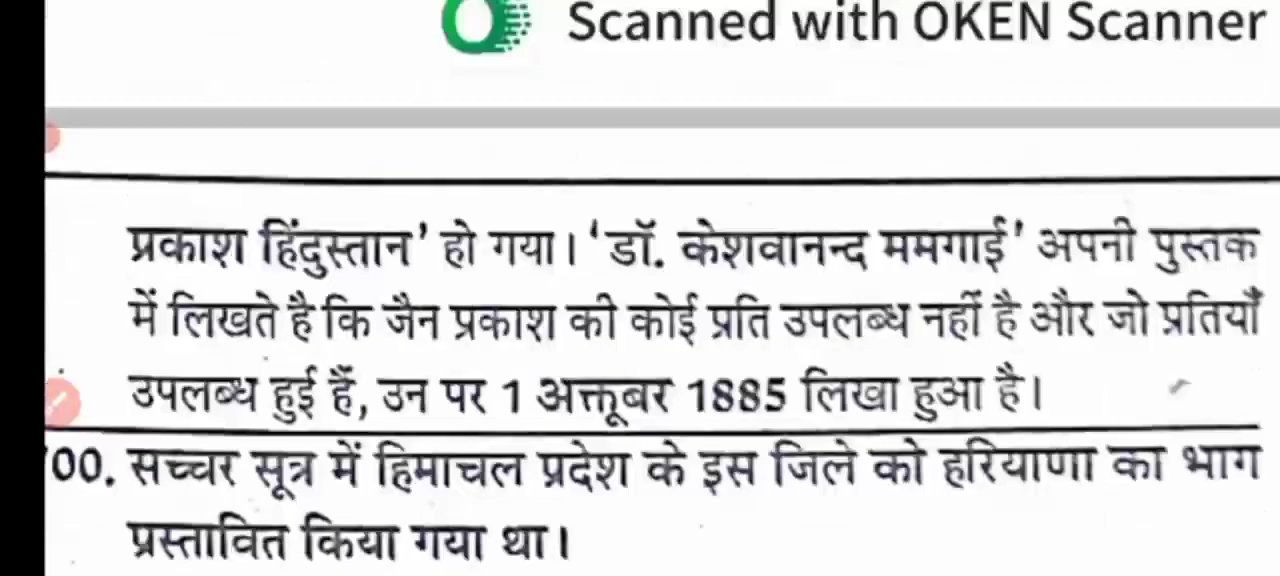 Scanned with OKEN Scanner
प्रकाश हिंदुस्तान' हो गया। 'डॉ. केशवानन्द ममगाई' अपनी पुस्तक
में लिखते है कि जैन प्रकाश की कोई प्रति उपलब्ध नहीं है और जो प्रतियाँ
उपलब्ध हुई हैं, उन पर 1 अक्तूबर 1885 लिखा हुआ है।
00. सच्चर सूत्र में हिमाचल प्रदेश के इस जिले को हरियाणा का भाग
प्रस्तावित किया गया था।